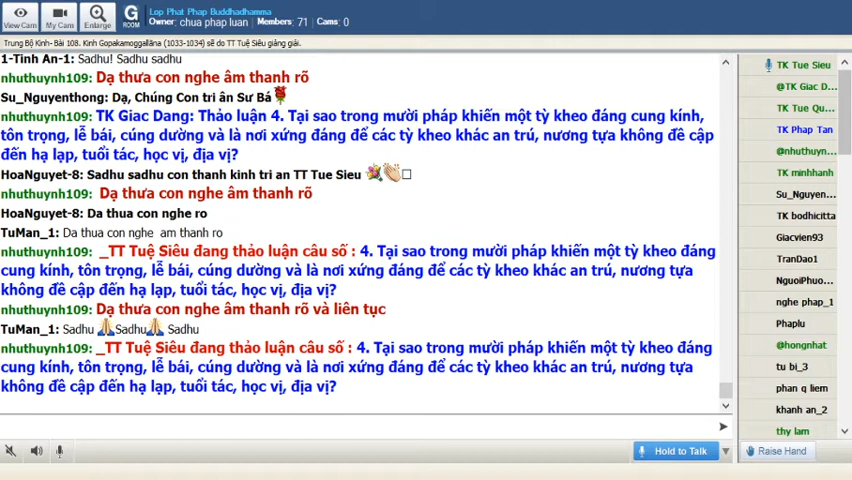 Lop Phat Phap Buddhadhamma
Owner: chua phap luan Members: 71 Cams: 0
View Cam
My Cam
Enlarge
G
ROOM
Trung Bộ Kinh- Bài 108. Kinh Gopakamoggallāna (1033-1034) sẽ do TT Tuệ Siêu giảng giải.
1-Tinh An-1: Sadhu! Sadhu sadhu
nhuthuynh109: Dạ thưa con nghe âm thanh rõ
Su_Nguyenthong: Dạ, Chúng Con tri ân Sư Bá
nhuthuynh109: TK Giac Dang: Thảo luận 4. Tại sao trong mười pháp khiến một tỳ kheo đáng cung kính,
tôn trọng, lễ bái, cúng dường và là nơi xứng đáng để các tỳ kheo khác an trú, nương tựa không đề cập
đến hạ lạp, tuổi tác, học vị, địa vị?
HoaNguyet-8: Sadhu sadhu con thanh kinh tri an TT Tue Sieu
nhuthuynh109: Dạ thưa con nghe âm thanh rõ
HoaNguyet-8: Da thua con nghe ro
TuMan_1: Da thua con nghe am thanh ro
nhuthuynh109: _TT Tuệ Siêu đang thảo luận câu số : 4. Tại sao trong mười pháp khiến một tỳ kheo đáng
cung kính, tôn trọng, lễ bái, cúng dường và là nơi xứng đáng để các tỳ kheo khác an trú, nương tựa
không đề cập đến hạ lạp, tuổi tác, học vị, địa vị?
nhuthuynh109: Dạ thưa con nghe âm thanh rõ và liên tục
TuMan_1: Sadhu Sadhu Sadhu
nhuthuynh109: _TT Tuệ Siêu đang thảo luận câu số : 4. Tại sao trong mười pháp khiến một tỳ kheo đáng
cung kính, tôn trọng, lễ bái, cúng dường và là nơi xứng đáng để các tỳ kheo khác an trú, nương tựa
không đề cập đến hạ lạp, tuổi tác, học vị, địa vị?
TK Tue Sieu
@TK Giac D...
TK Tue Qu...
TK Phap Tan
@nhuthuyn...
TK minhhanh
Su_Nguyen...
TK bodhicitta
Giacvien93
TranDao1
NguoiPhuo...
nghe phap_1
Phaplu
@hongnhat
tu bi_3
phan q liem
khanh an_2
thy lam
Hold to Talk
Raise Hand